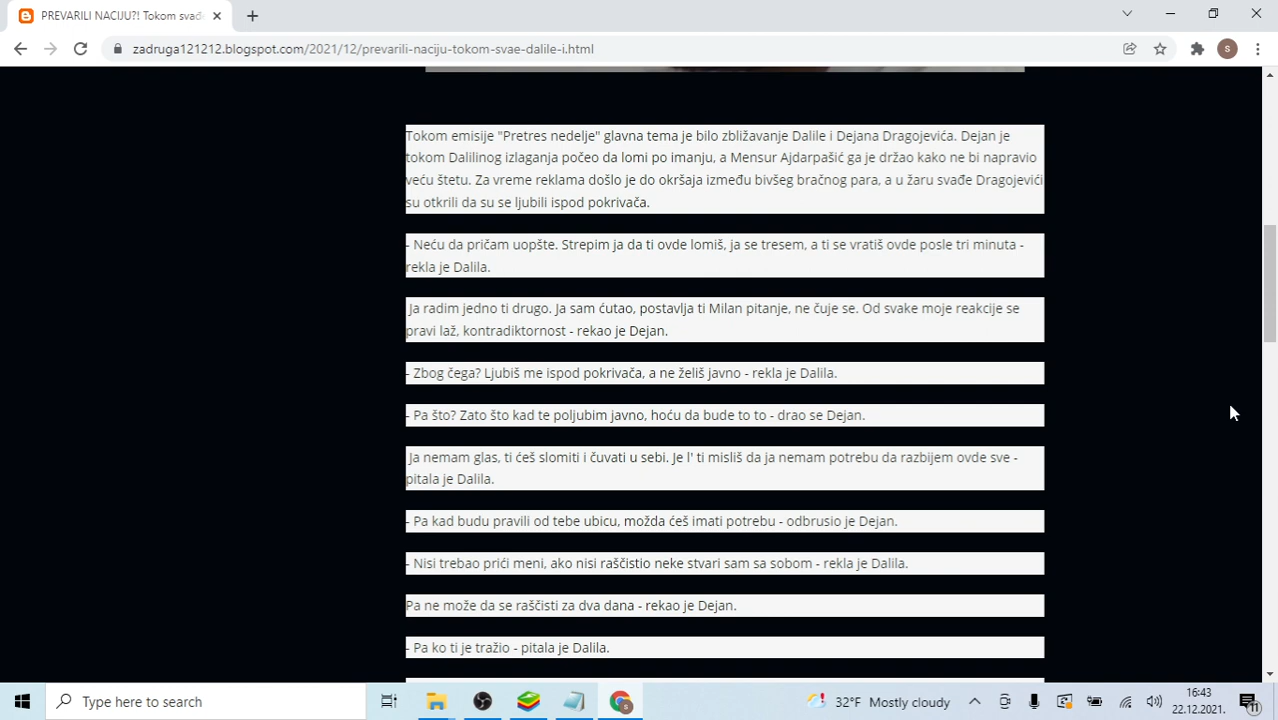 PREVARILI NACIJU?! Tokom svađe
zadruga121212.blogspot.com/2021/12/prevarili-naciju-tokom-svae-dalile-i.html
S
Tokom emisije "Pretres nedelje" glavna tema je bilo zbližavanje Dalile i Dejana Dragojevića. Dejan je
tokom Dalilinog izlaganja počeo da lomi po imanju, a Mensur Ajdarpašić ga je držao kako ne bi napravio
veću štetu. Za vreme reklama došlo je do okršaja između bivšeg bračnog para, a u žaru svađe Dragojevići
su otkrili da su se ljubili ispod pokrivača.
- Neću da pričam uopšte. Strepim ja da ti ovde lomiš, ja se tresem, a ti se vratiš ovde posle tri minuta -
rekla je Dalila.
Ja radim jedno ti drugo. Ja sam ćutao, postavlja ti Milan pitanje, ne čuje se. Od svake moje reakcije se
pravi laž, kontradiktornost - rekao je Dejan.
- Zbog čega? Ljubiš me ispod pokrivača, a ne želiš javno - rekla je Dalila.
- Pa što? Zato što kad te poljubim javno, hoću da bude to to - drao se Dejan.
Ja nemam glas, ti ćeš slomiti i čuvati u sebi. Je l' ti misliš da ja nemam potrebu da razbijem ovde sve -
pitala je Dalila.
- Pa kad budu pravili od tebe ubicu, možda ćeš imati potrebu - odbrusio je Dejan.
- Nisi trebao prići meni, ako nisi raščistio neke stvari sam sa sobom - rekla je Dalila.
Pa ne može da se raščisti za dva dana - rekao je Dejan.
- Pa ko ti je tražio - pitala je Dalila.
Type here to search
32°F Mostly cloudy
16:43
22.12.2021.
11